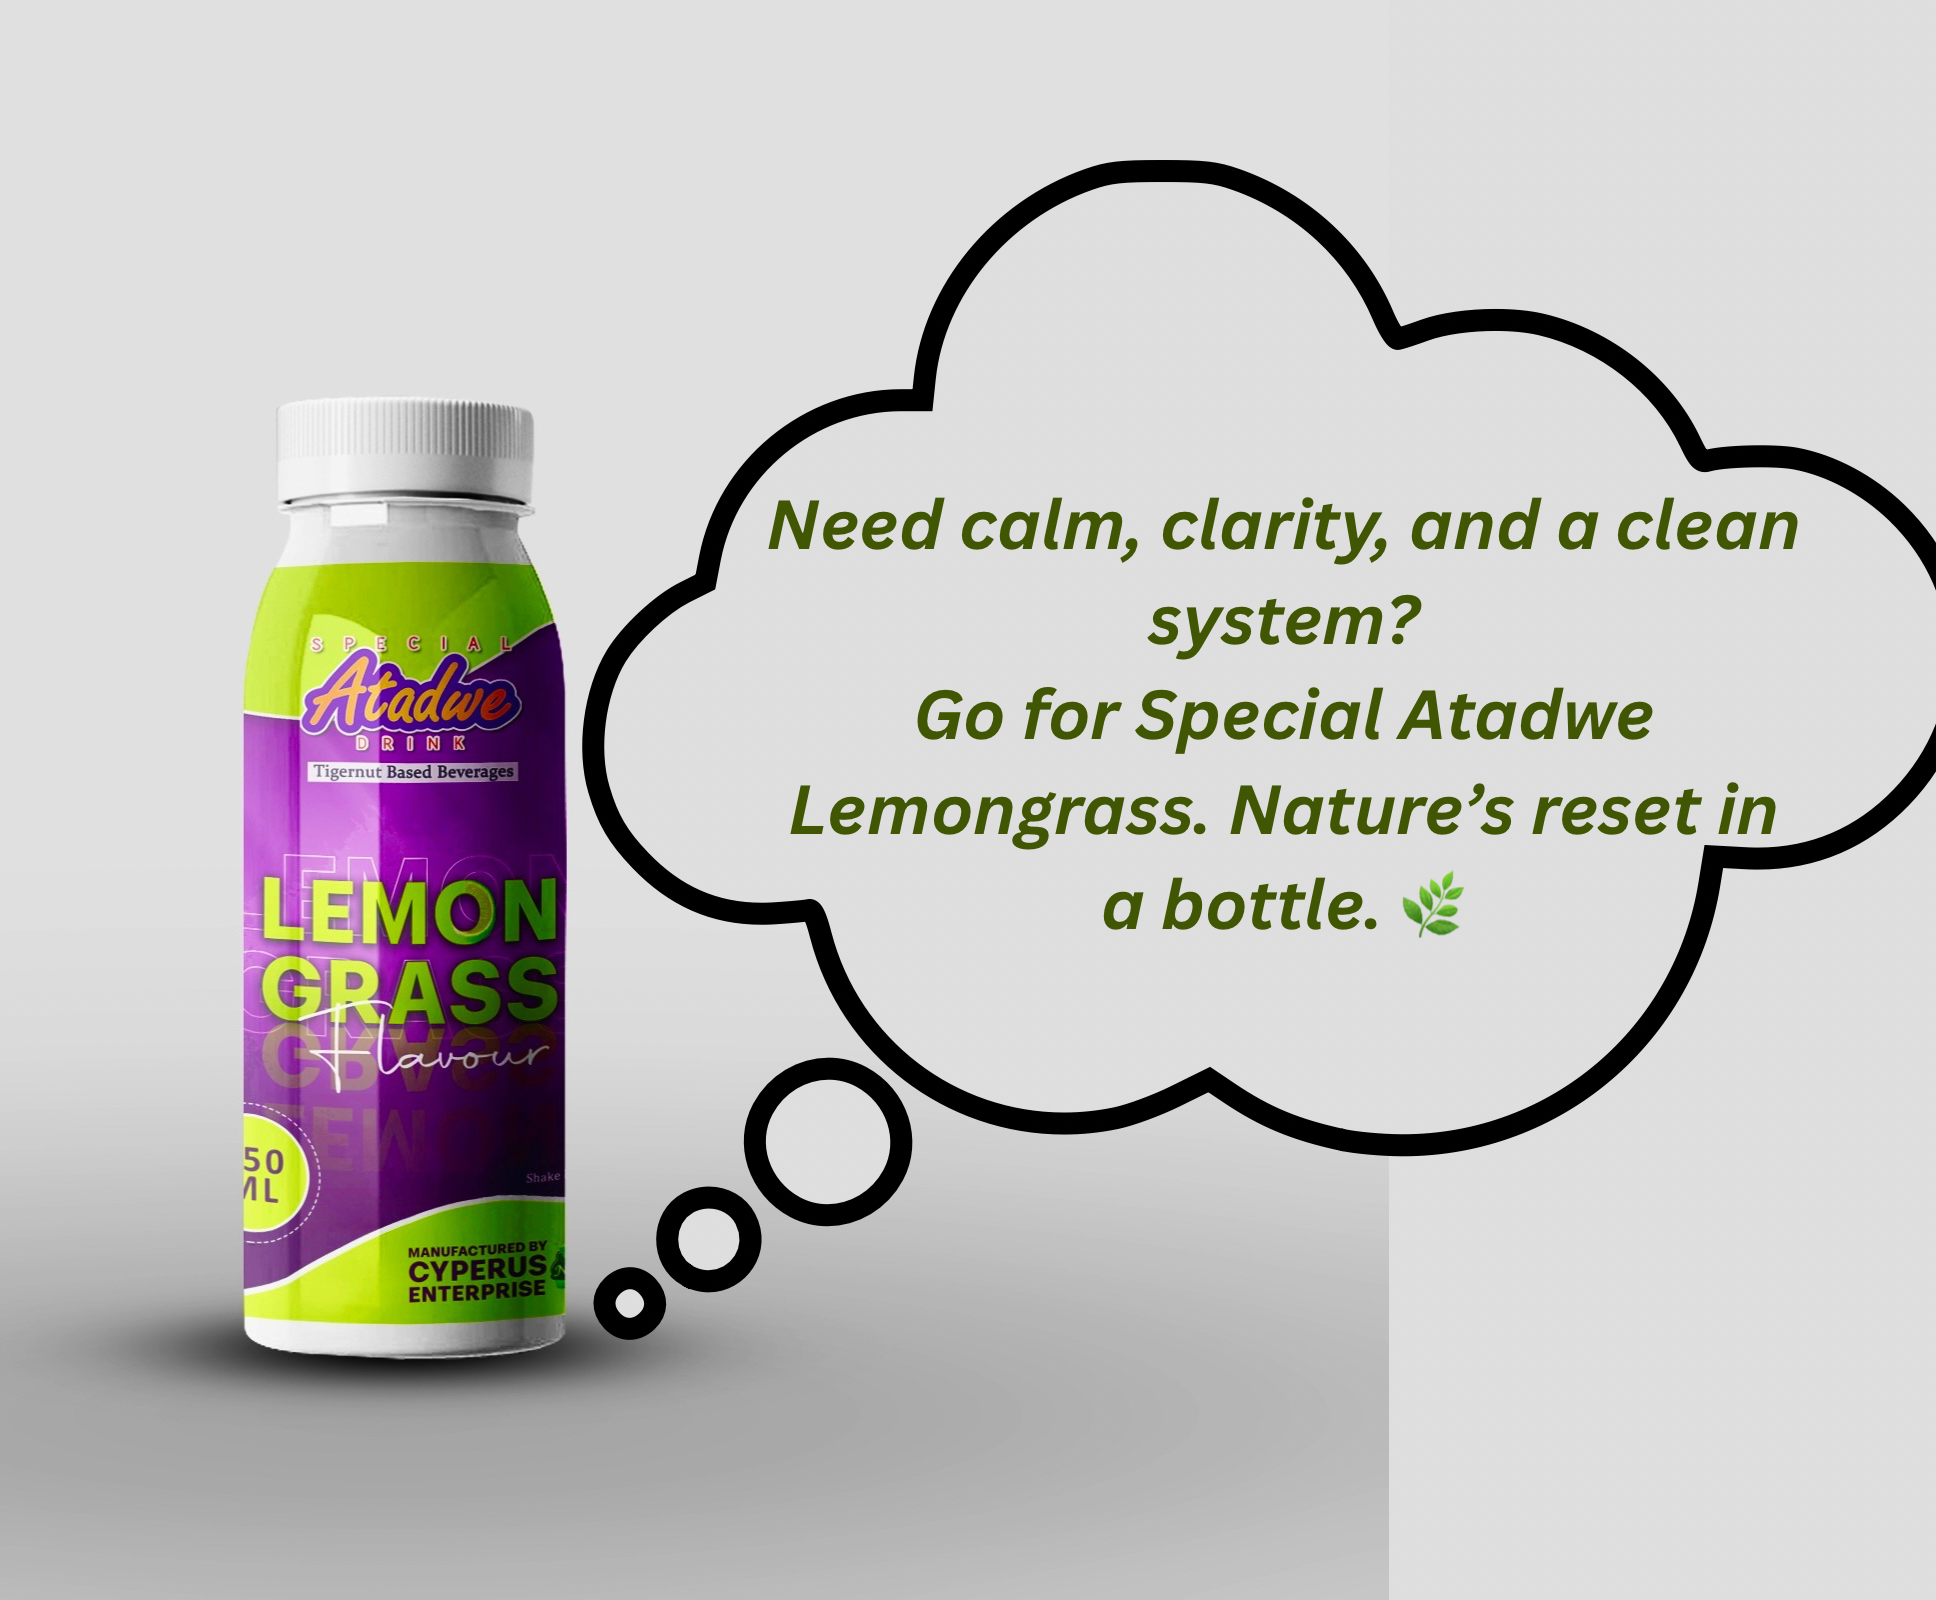 Need calm, clarity, and a clean
system?
Go for Special Atadwe
Lemongrass. Nature’s reset in
a bottle. 🌿
SPECIAL
Atadwe
DRINK
Tigernut Based Beverages
LEMON
GRASS
Flavour
50
ML
Shake
MANUFACTURED BY
CYPERUS
ENTERPRISE